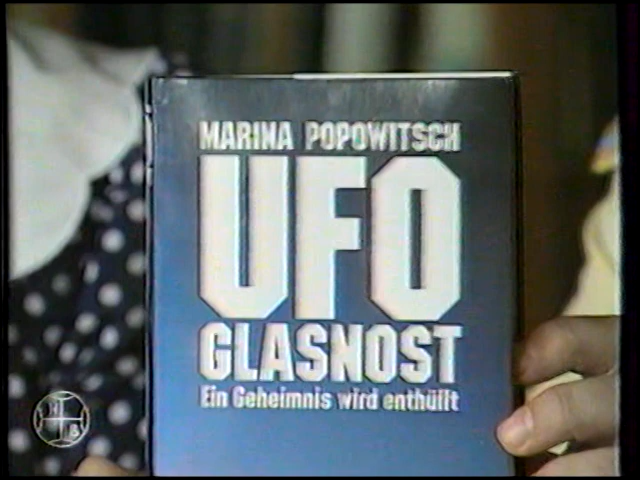 MARINA POPOWITSCH
UFO
GLASNOST
Ein Geheimnis wird enthüllt